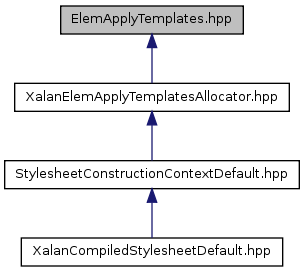 ElemApplyTemplates.hpp
XalanElemApplyTemplatesAllocator.hpp
StylesheetConstructionContextDefault.hpp
XalanCompiledStylesheetDefault.hpp